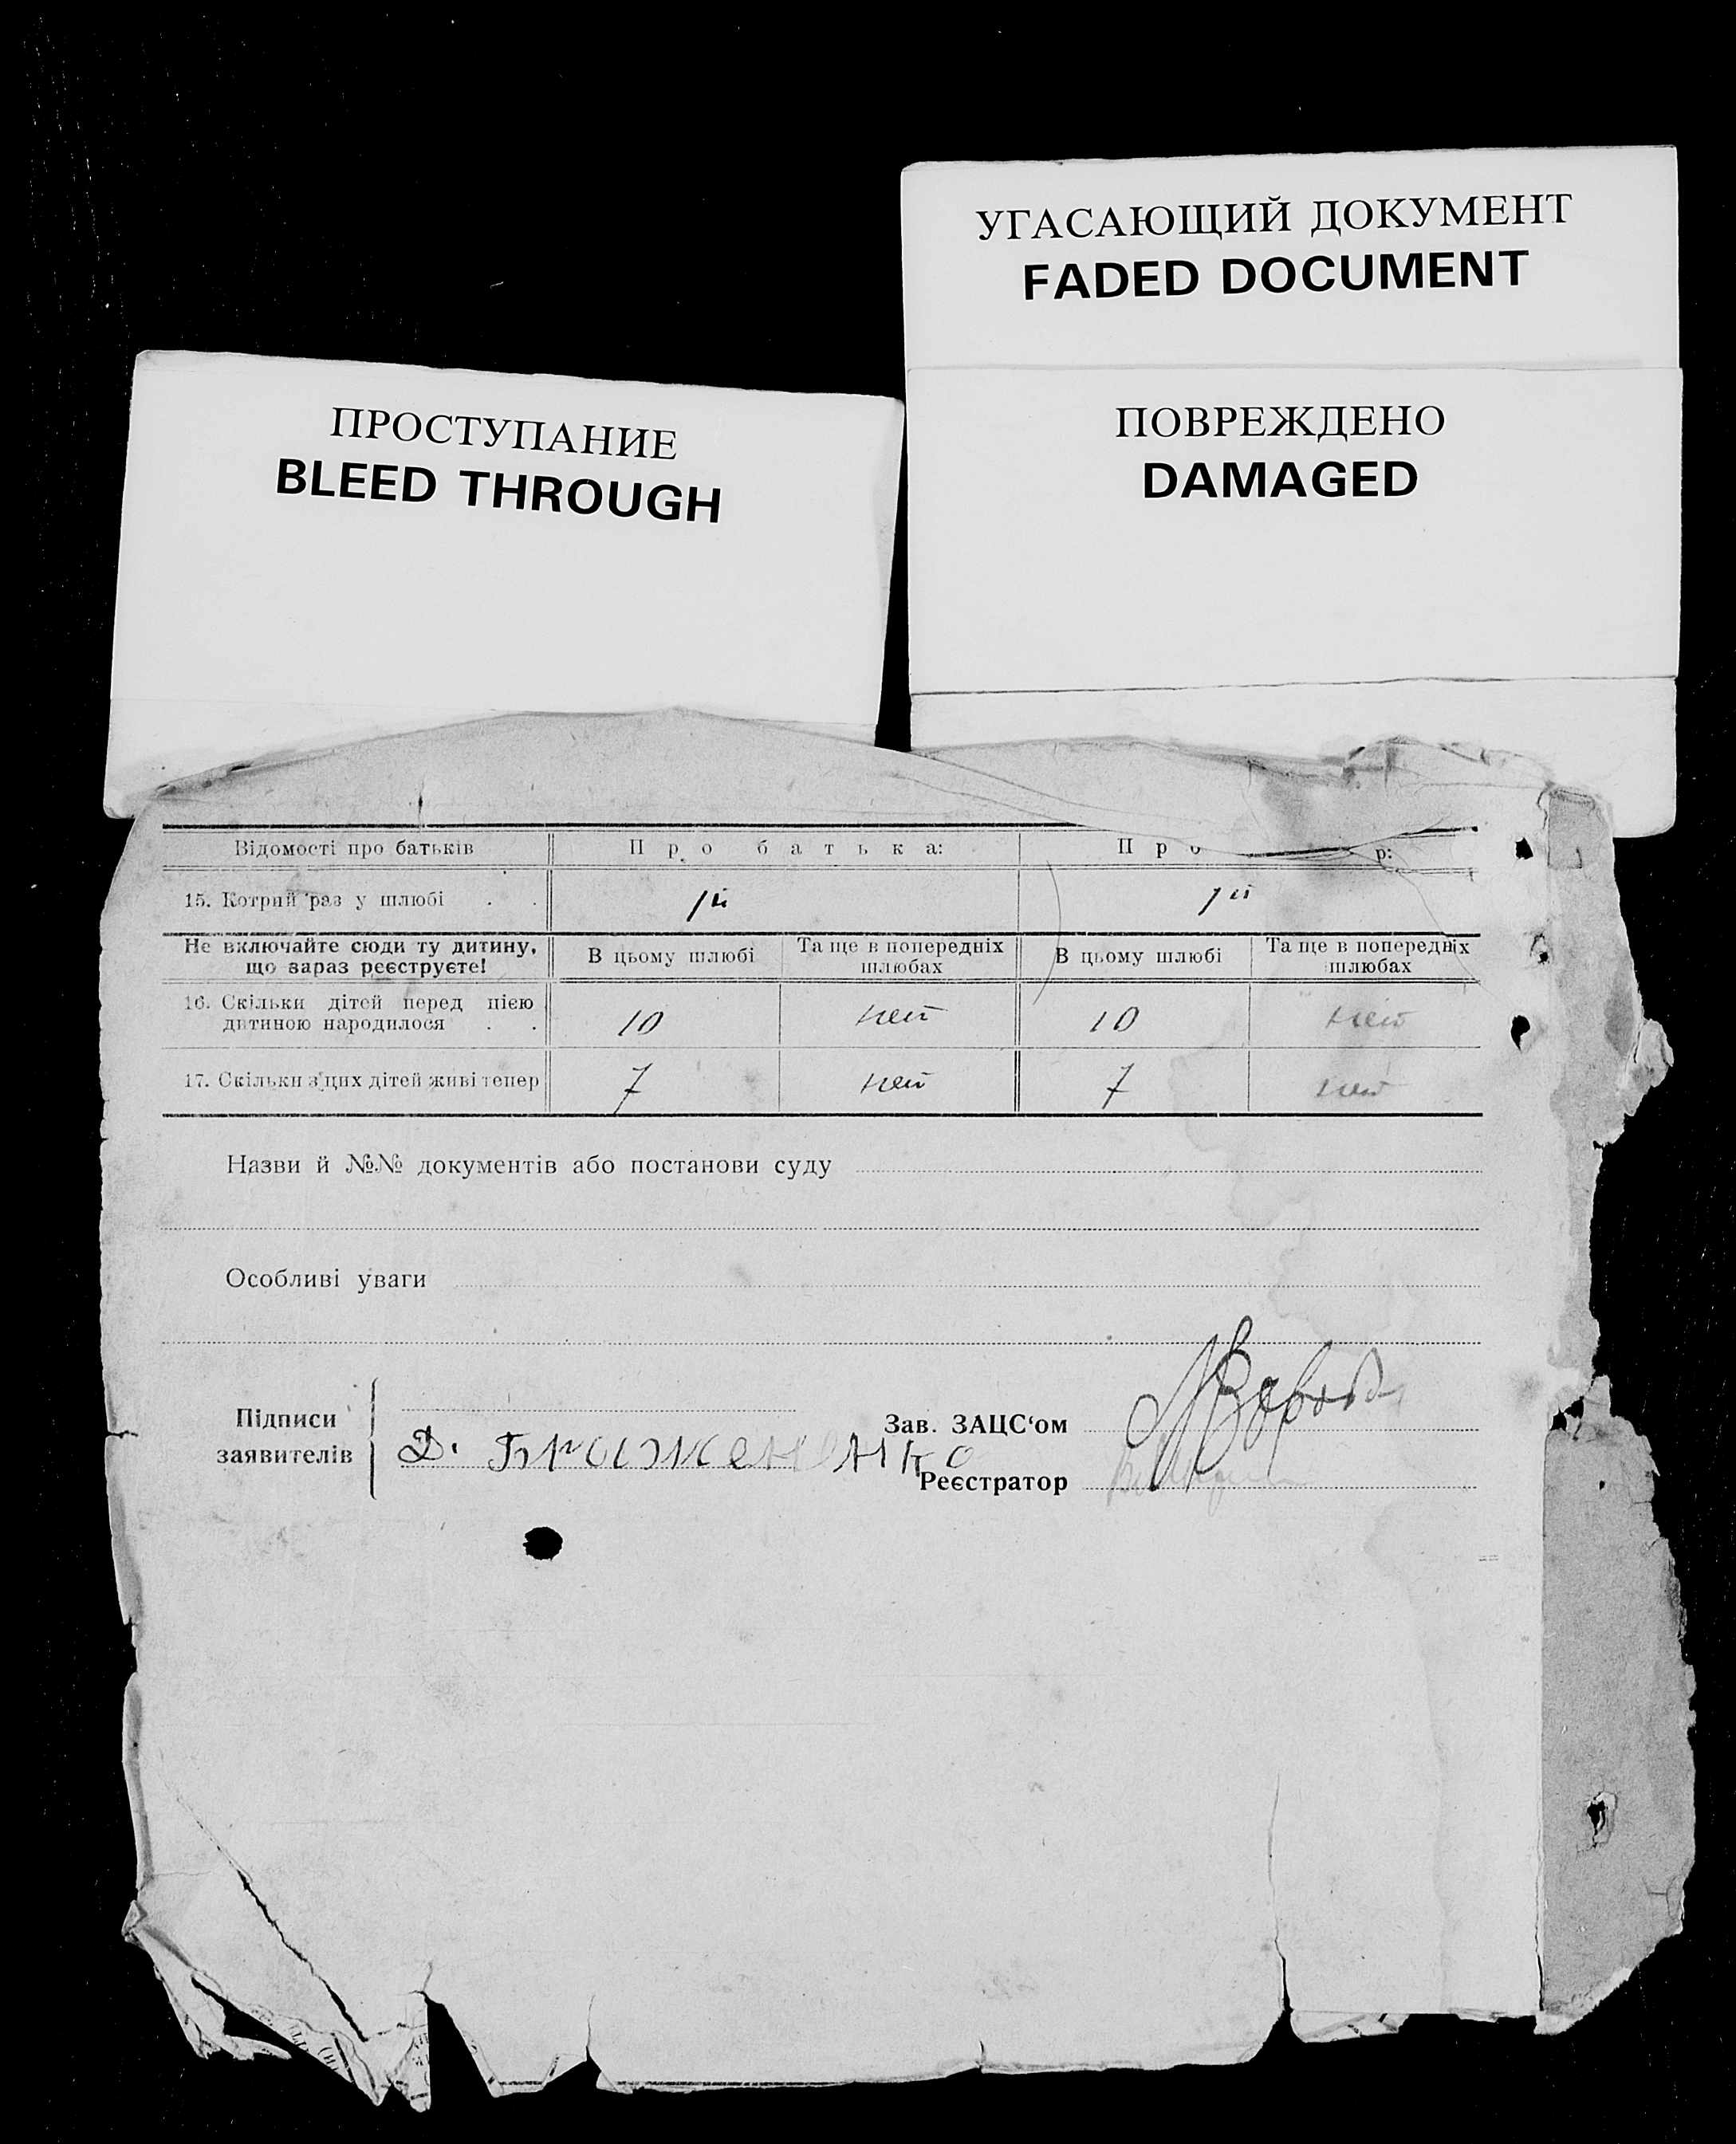 УГАСАЮЩИЙ ДОКУМЕНТ
FADED DOCUMENT
ПРОСТУПАНИЕ
BLEED THROUGH
ПОВРЕЖДЕНО
DAMAGED
Відомості про батьків Про батька: Про р:
15. Котрий раз у шлюбі . . 1й 1й
Не включайте сюди ту дитину, що зараз реєструєте! В цьому шлюбі Та ще в попередніх шлюбах В цьому шлюбі Та ще в попередніх шлюбах
16. Скільки дітей перед цією
дитиною народилося . . 10 нет 10 нет
17. Скільки з цих дітей живі тепер 7 нет 7 нет
Назви й №№ документів або постанови суду
Особливі уваги
Підписи
заявителів
Д.
Зав. ЗАЦС‘ом
Реєстратор